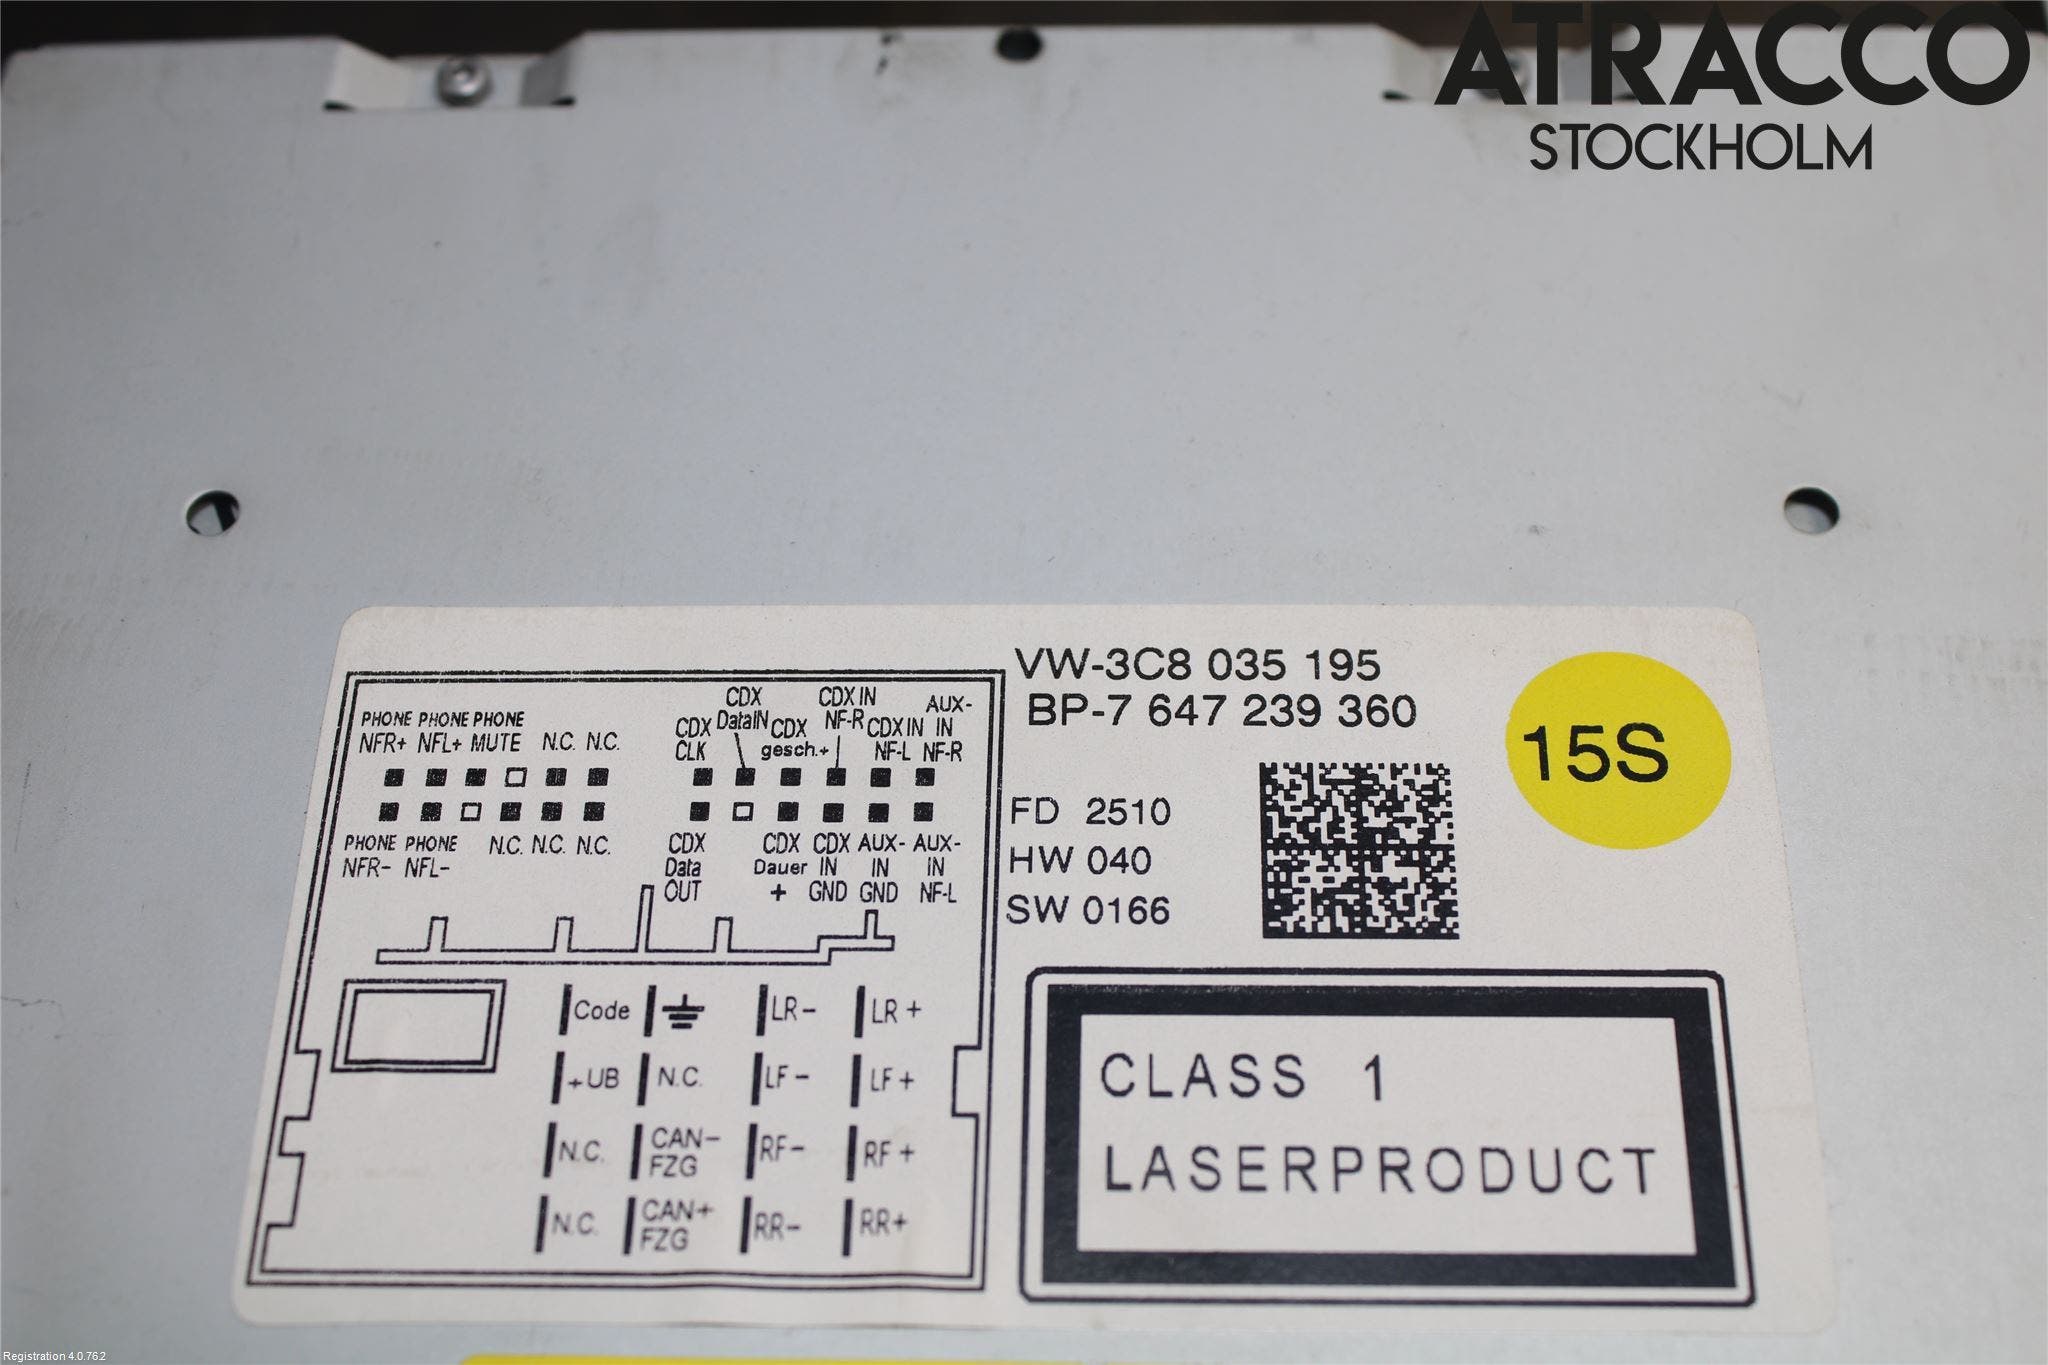 ATRACCO
STOCKHOLM
VW-3C8 035 195
BP-7 647 239 360
15S
FD 2510
HW 040
SW 0166
CLASS 1
LASERPRODUCT
PHONE PHONE PHONE
NFR+ NFL+ MUTE N.C. N.C.
CDX CLK
CDX DataIN
CDX gesch.+
CDX IN NF-R
CDX IN NF-L
AUX-IN NF-R
PHONE PHONE
NFR- NFL- N.C. N.C. N.C.
CDX Data OUT
CDX Dauer +
CDX IN GND
AUX-IN GND
AUX-IN NF-L
Code LR- LR+
+UB N.C. LF- LF+
N.C. CAN- FZG RF- RF+
N.C. CAN+ FZG RR- RR+
Registration 4.0.762